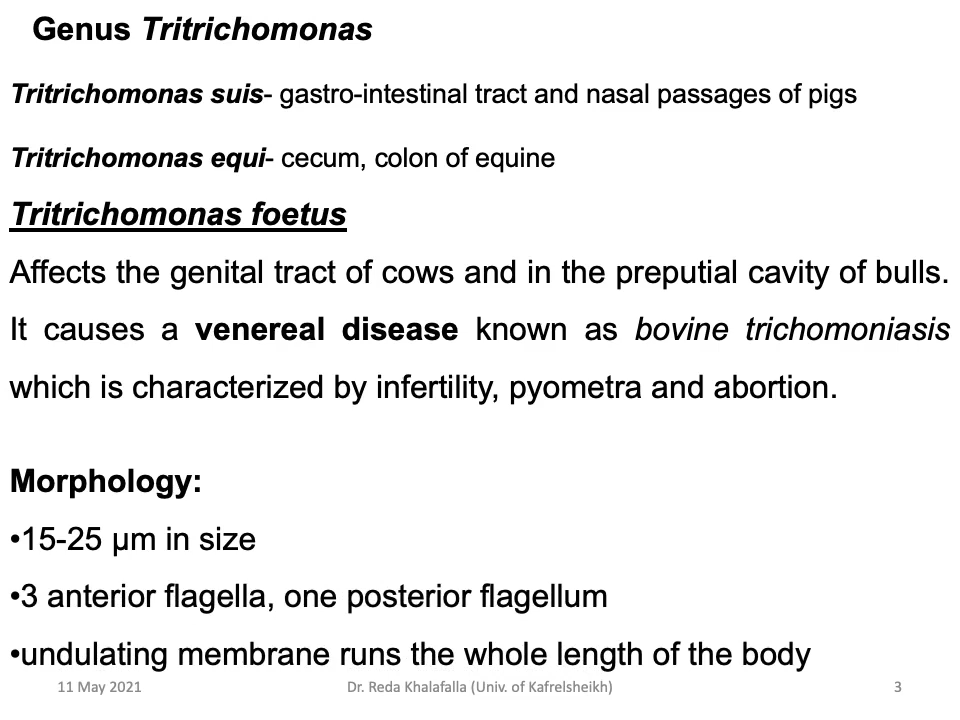 Genus Tritrichomonas
Tritrichomonas suis- gastro-intestinal tract and nasal passages of pigs
Tritrichomonas equi- cecum, colon of equine
Tritrichomonas foetus
Affects the genital tract of cows and in the preputial cavity of bulls.
It causes a venereal disease known as bovine trichomoniasis
which is characterized by infertility, pyometra and abortion.
Morphology:
•15-25 µm in size
•3 anterior flagella, one posterior flagellum
•undulating membrane runs the whole length of the body
11 May 2021 Dr. Reda Khalafalla (Univ. of Kafrelsheikh) 3